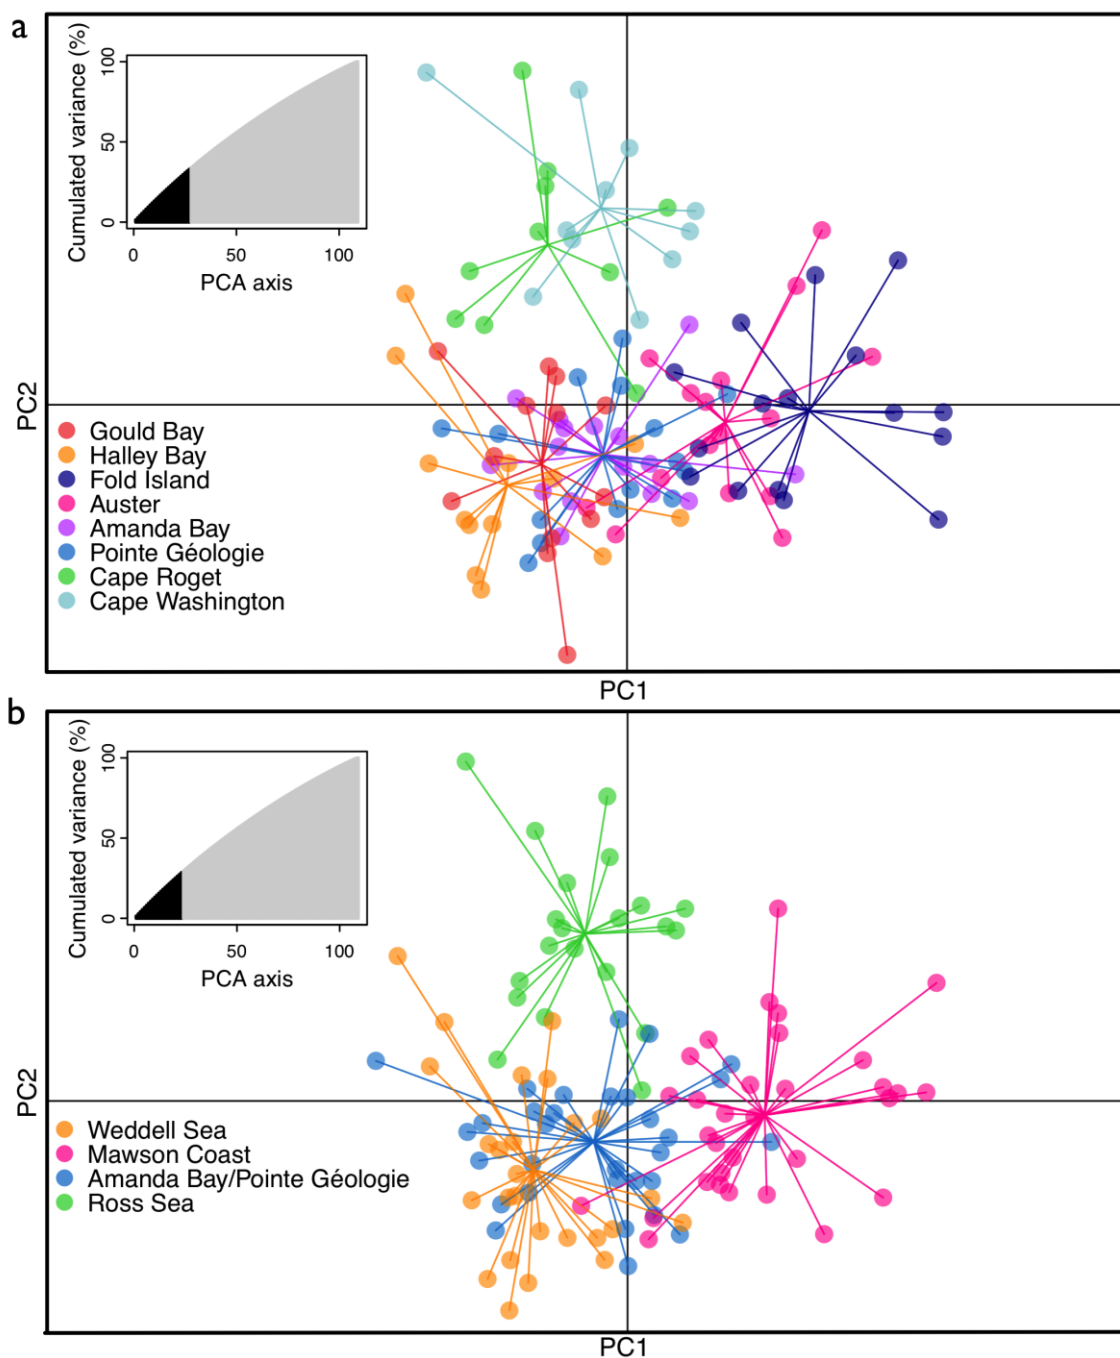 a
Cumulated variance (%)
100
50
0
0 50 100
PCA axis
PC2
Gould Bay
Halley Bay
Fold Island
Auster
Amanda Bay
Pointe Géologie
Cape Roget
Cape Washington
PC1
b
Cumulated variance (%)
100
50
0
0 50 100
PCA axis
PC2
Weddell Sea
Mawson Coast
Amanda Bay/Pointe Géologie
Ross Sea
PC1